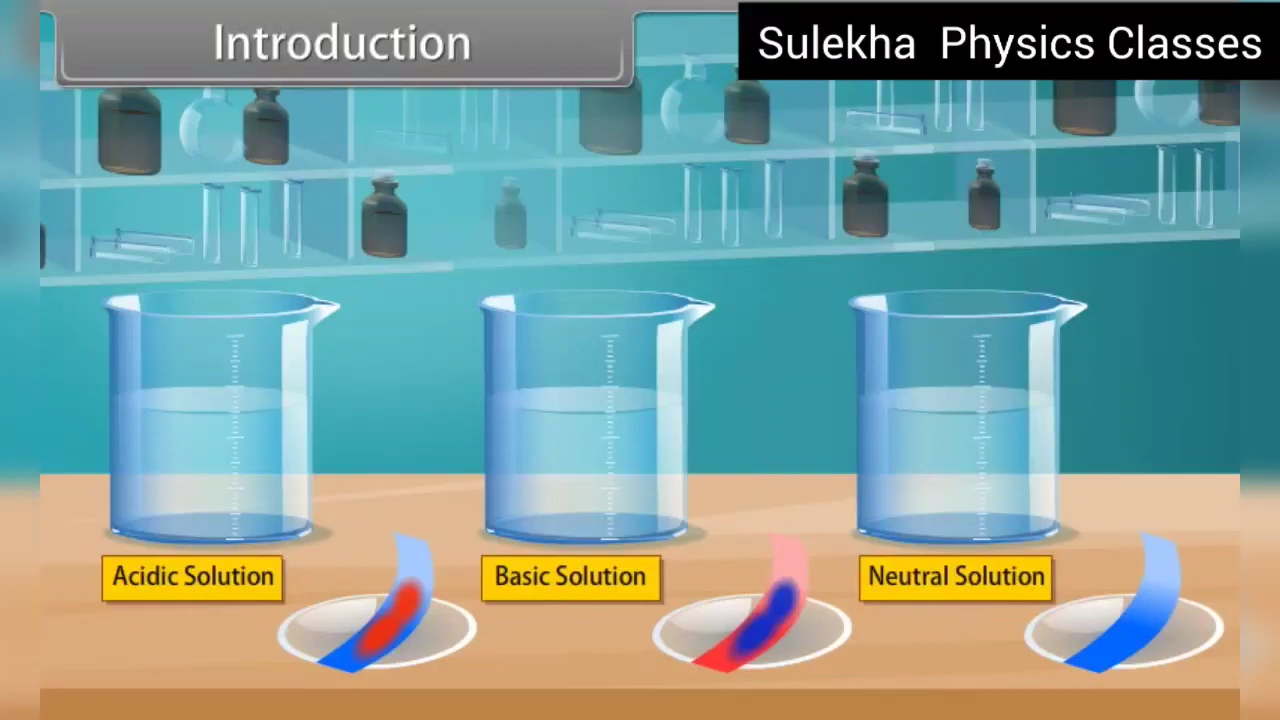 Introduction
Sulekha Physics Classes
Acidic Solution
Basic Solution
Neutral Solution